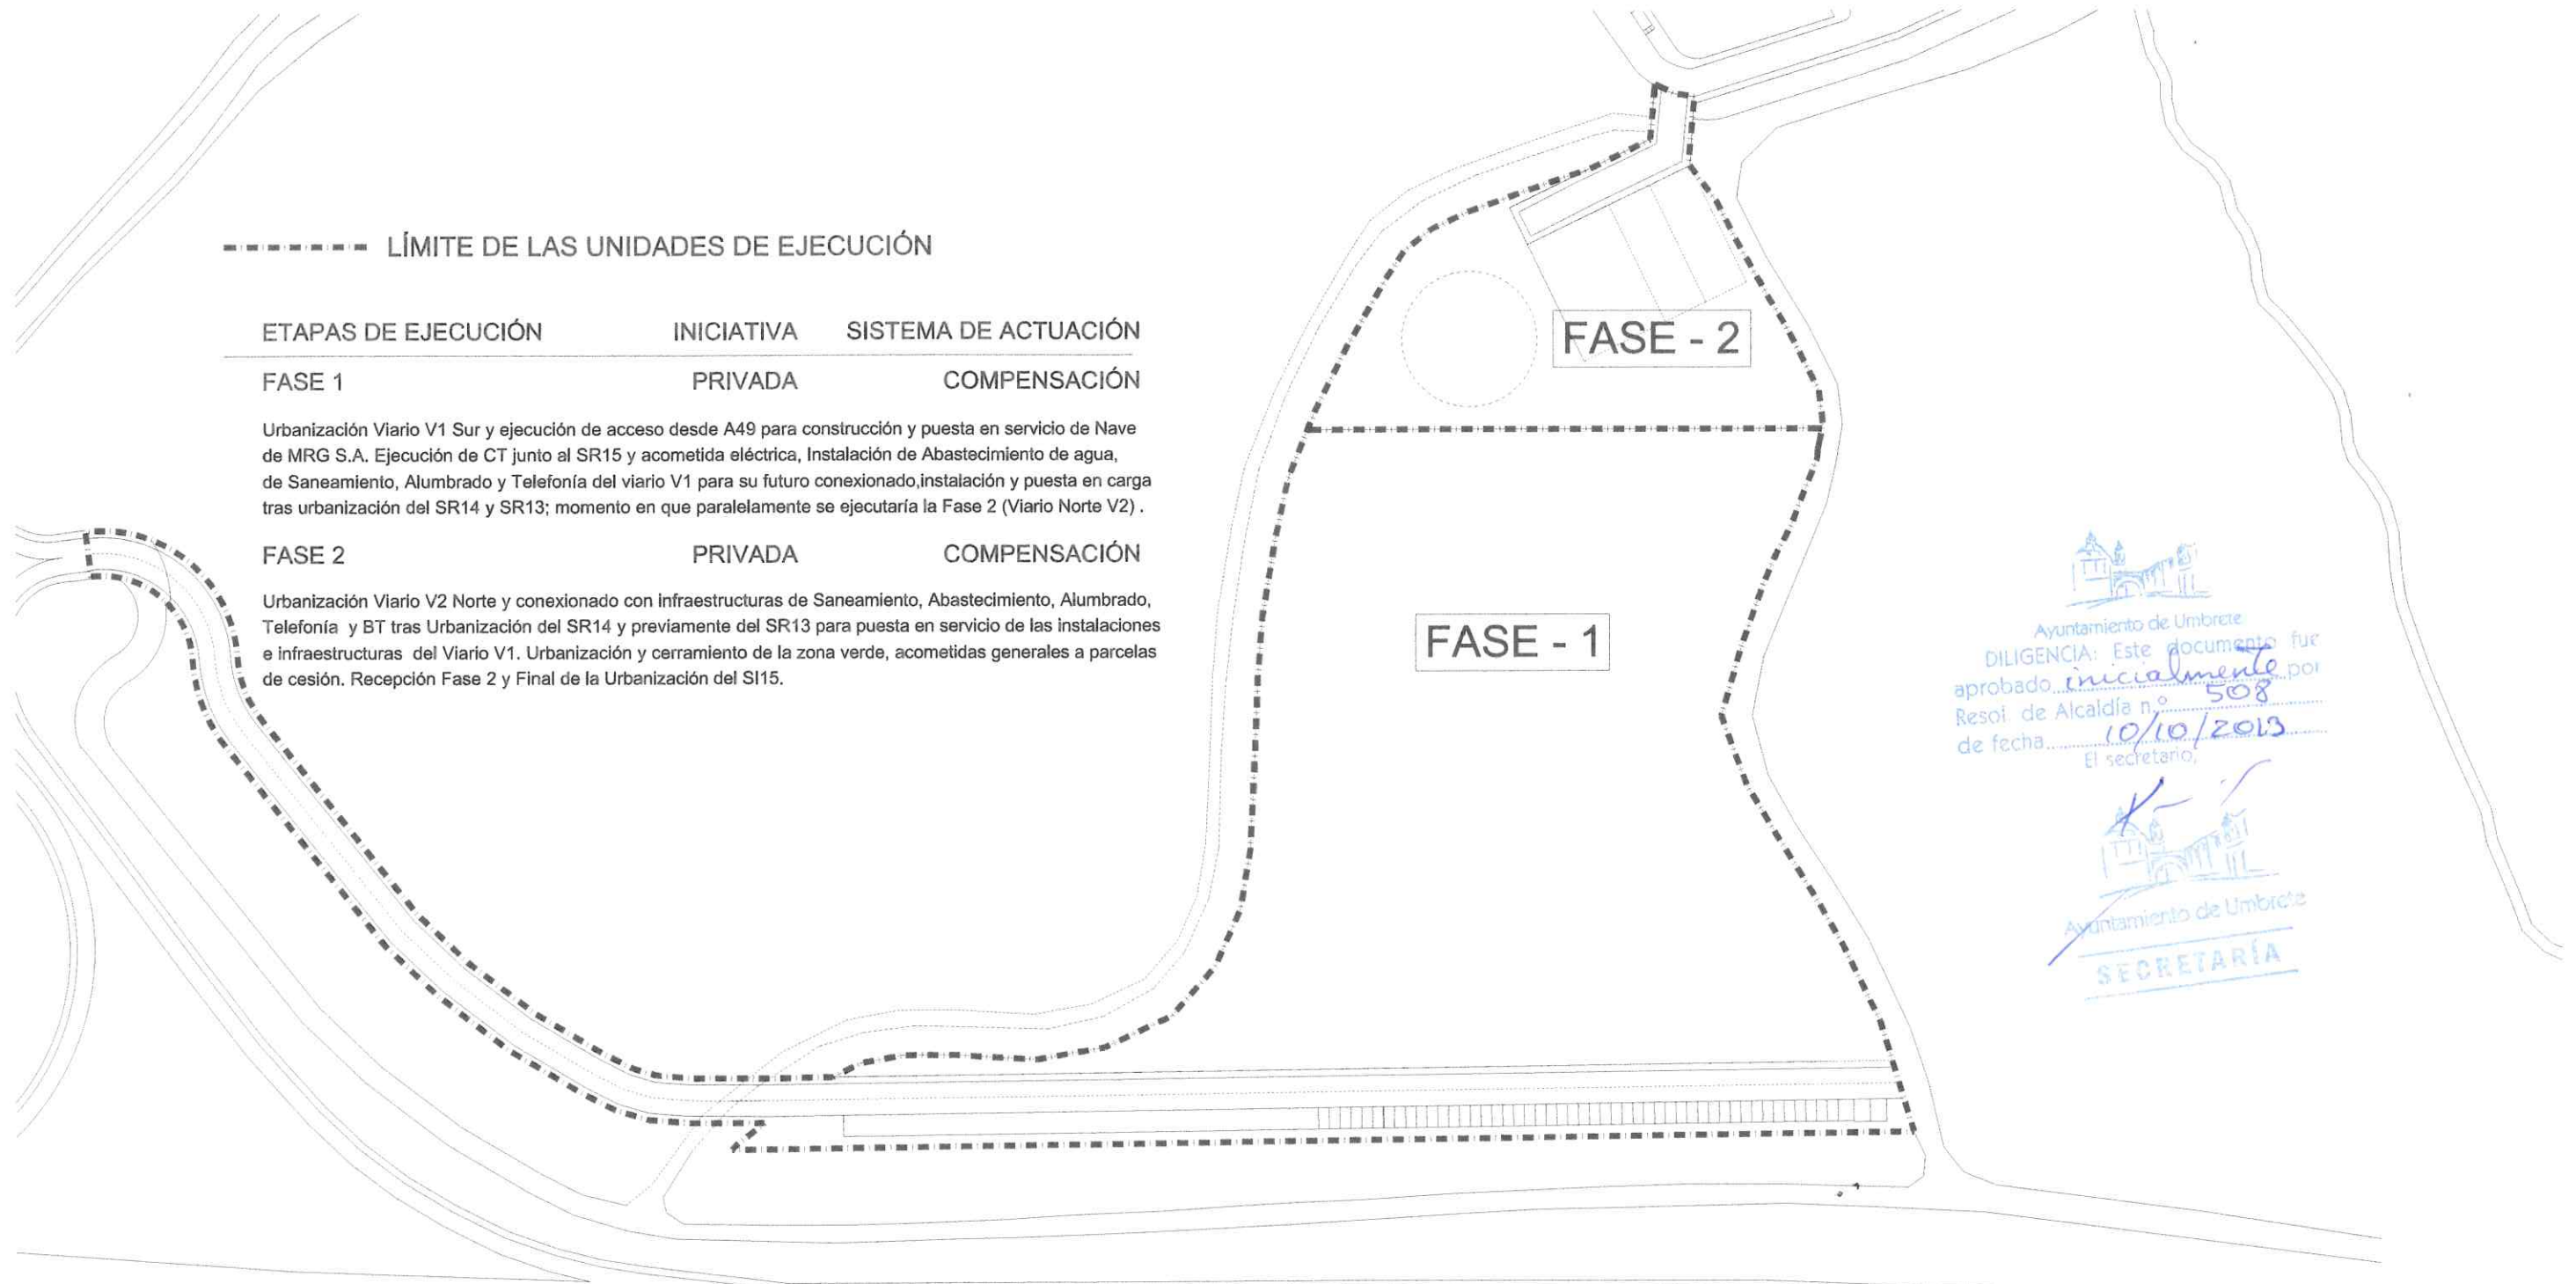 LÍMITE DE LAS UNIDADES DE EJECUCIÓN
ETAPAS DE EJECUCIÓN INICIATIVA SISTEMA DE ACTUACIÓN
FASE 1 PRIVADA COMPENSACIÓN
Urbanización Viario V1 Sur y ejecución de acceso desde A49 para construcción y puesta en servicio de Nave
de MRG S.A. Ejecución de CT junto al SR15 y acometida eléctrica, Instalación de Abastecimiento de agua,
de Saneamiento, Alumbrado y Telefonía del viario V1 para su futuro conexionado,instalación y puesta en carga
tras urbanización del SR14 y SR13; momento en que paralelamente se ejecutaría la Fase 2 (Viario Norte V2) .
FASE 2 PRIVADA COMPENSACIÓN
Urbanización Viario V2 Norte y conexionado con infraestructuras de Saneamiento, Abastecimiento, Alumbrado,
Telefonía y BT tras Urbanización del SR14 y previamente del SR13 para puesta en servicio de las instalaciones
e infraestructuras del Viario V1. Urbanización y cerramiento de la zona verde, acometidas generales a parcelas
de cesión. Recepción Fase 2 y Final de la Urbanización del SI15.
FASE - 2
FASE - 1
Ayuntamiento de Umbrete
DILIGENCIA: Este documento fue
aprobado inicialmente por
Resol de Alcaldía n.º 508
de fecha 10/10/2013
El secretario,
Ayuntamiento de Umbrete
SECRETARÍA